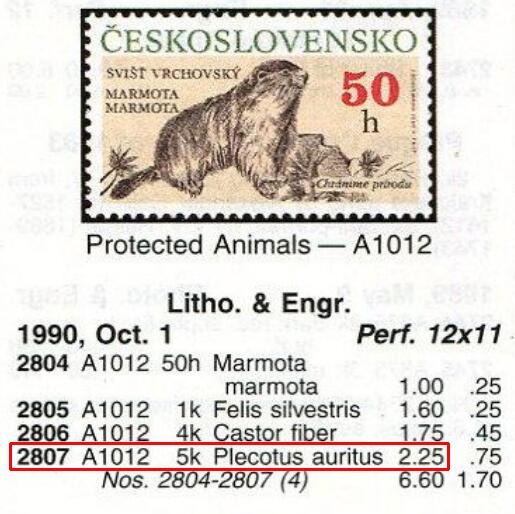 ČESKOSLOVENSKO
SVIŠŤ VRCHOVSKÝ
MARMOTA
MARMOTA
50
h
Chráníme přírodu
Protected Animals — A1012
Litho. & Engr.
1990, Oct. 1 Perf. 12x11
2804 A1012 50h Marmota
marmota 1.00 .25
2805 A1012 1k Felis silvestris 1.60 .25
2806 A1012 4k Castor fiber 1.75 .45
2807 A1012 5k Plecotus auritus 2.25 .75
Nos. 2804-2807 (4) 6.60 1.70